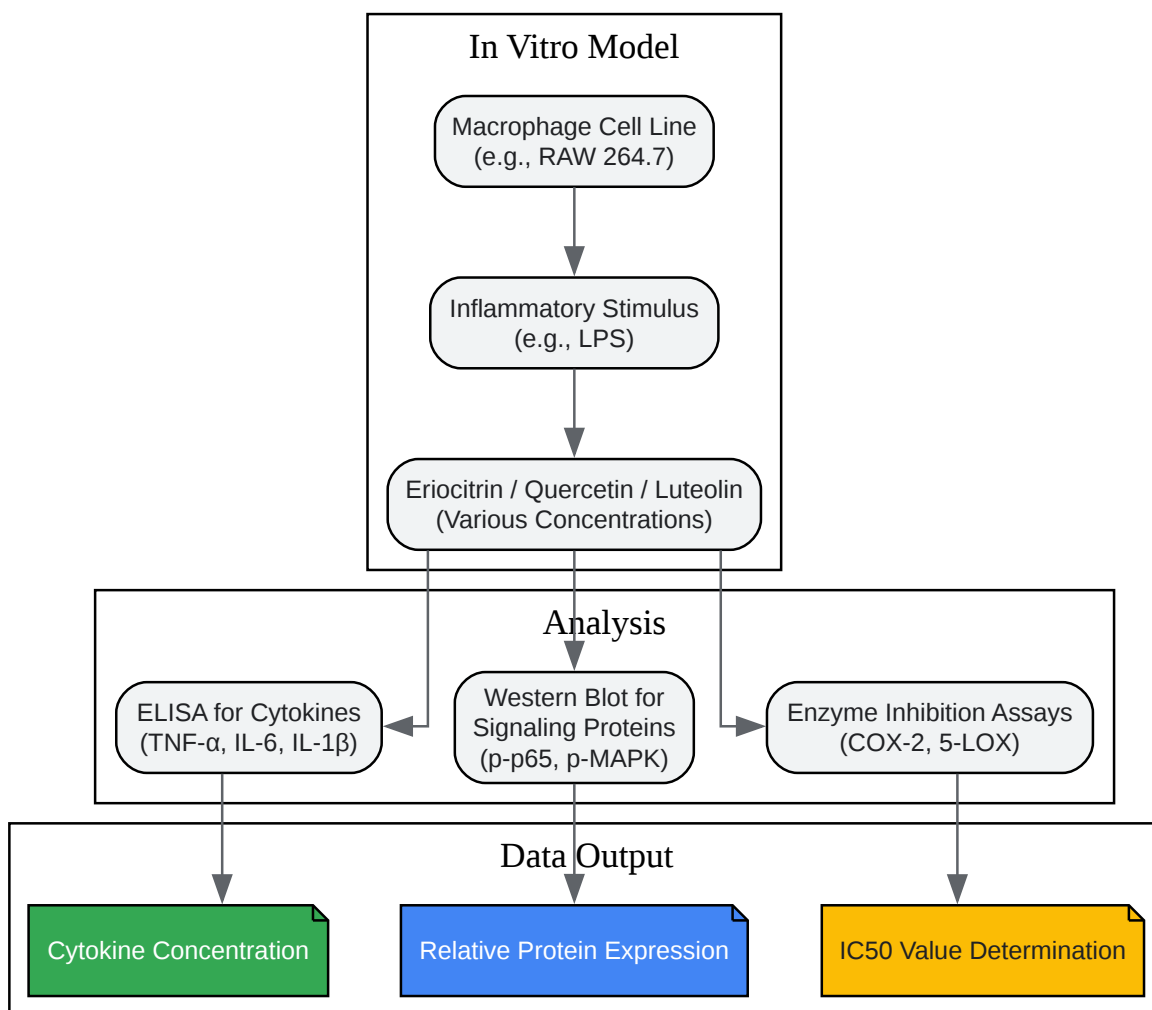 In Vitro Model
Macrophage Cell Line
(e.g., RAW 264.7)
Inflammatory Stimulus
(e.g., LPS)
Eriocitrin / Quercetin / Luteolin
(Various Concentrations)
Analysis
ELISA for Cytokines
(TNF-α, IL-6, IL-1β)
Western Blot for
Signaling Proteins
(p-p65, p-MAPK)
Enzyme Inhibition Assays
(COX-2, 5-LOX)
Data Output
Cytokine Concentration
Relative Protein Expression
IC50 Value Determination